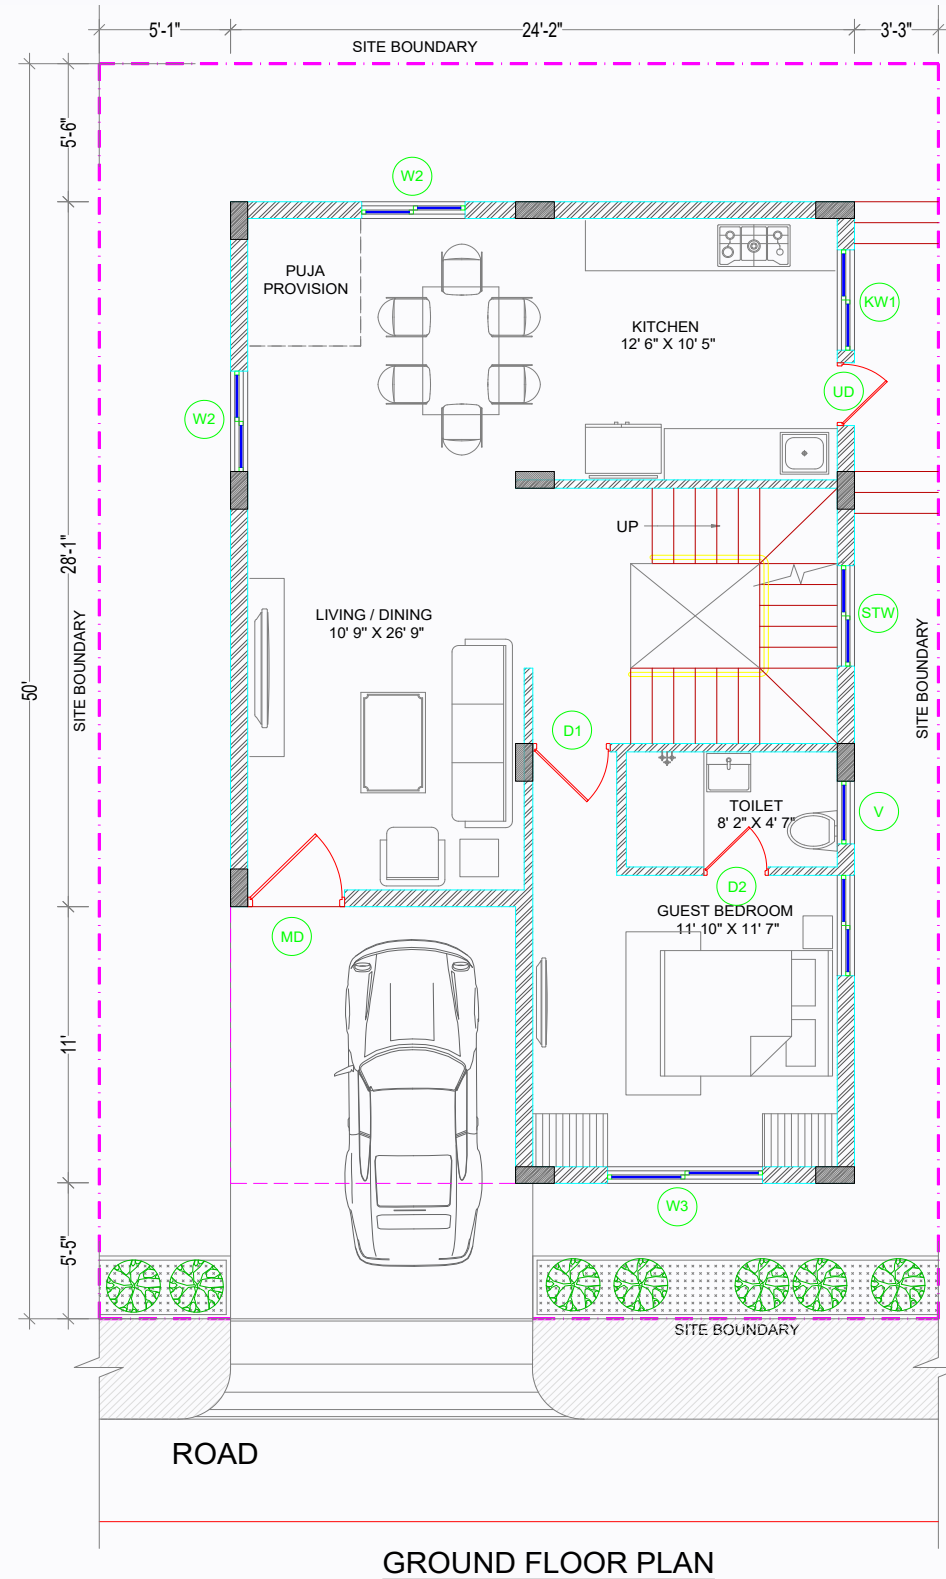 5'-1"
24'-2"
3'-3"
SITE BOUNDARY
5'-6"
W2
PUJA
PROVISION
KITCHEN
12' 6" X 10' 5"
KW1
UD
W2
UP
28'-1"
LIVING / DINING
10' 9" X 26' 9"
STW
SITE BOUNDARY
SITE BOUNDARY
50'
D1
TOILET
8' 2" X 4' 7"
V
D2
GUEST BEDROOM
11' 10" X 11' 7"
MD
11'
W3
5'-5"
SITE BOUNDARY
ROAD
GROUND FLOOR PLAN